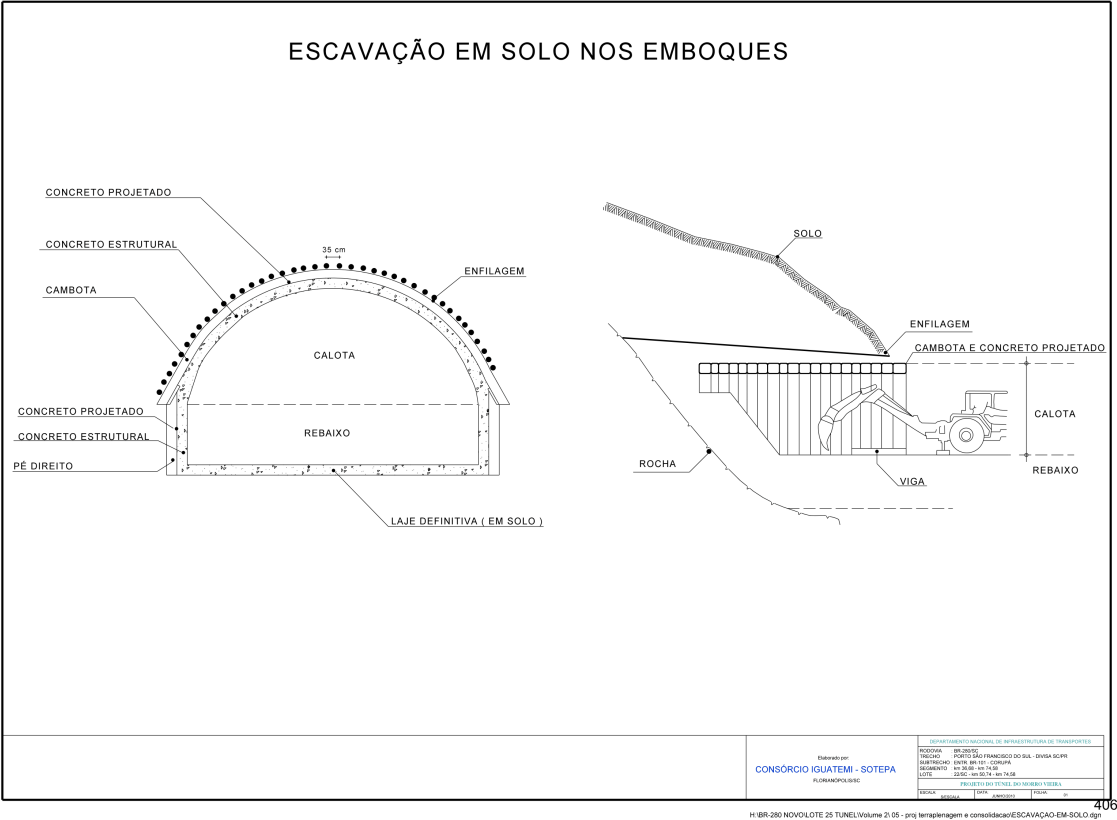 ESCAVAÇÃO EM SOLO NOS EMBOQUES
CONCRETO PROJETADO
CONCRETO ESTRUTURAL
CAMBOTA
35 cm
ENFILAGEM
CALOTA
REBAIXO
CONCRETO PROJETADO
CONCRETO ESTRUTURAL
PÉ DIREITO
LAJE DEFINITIVA ( EM SOLO )
SOLO
ENFILAGEM
CAMBOTA E CONCRETO PROJETADO
CALOTA
REBAIXO
ROCHA
VIGA
Elaborado por:
CONSÓRCIO IGUATEMI - SOTEPA
FLORIANÓPOLIS/SC
DEPARTAMENTO NACIONAL DE INFRAESTRUTURA DE TRANSPORTES
RODOVIA : BR-280/SC
TRECHO : PORTO SÃO FRANCISCO DO SUL - DIVISA SC/PR
SUBTRECHO : ENTR. BR-101 - CORUPÁ
SEGMENTO : km 36,68 - km 74,58
LOTE : 22/SC - km 50,74 - km 74,58
PROJETO DO TÚNEL DO MORRO VIEIRA
ESCALA: S/ESCALA DATA: JUNHO/2010 FOLHA: 01
406
H:\BR-280 NOVO\LOTE 25 TUNEL\Volume 2\ 05 - proj terraplenagem e consolidacao\ESCAVAÇAO-EM-SOLO.dgn